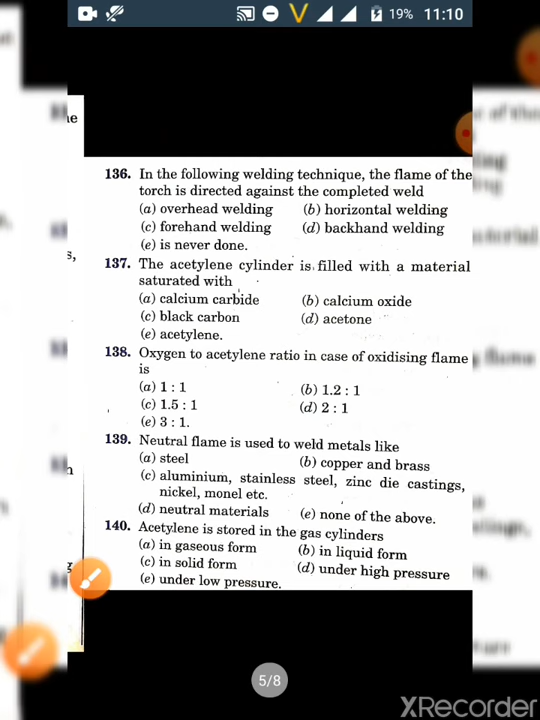 19% 11:10
136. In the following welding technique, the flame of the
torch is directed against the completed weld
(a) overhead welding (b) horizontal welding
(c) forehand welding (d) backhand welding
(e) is never done.
137. The acetylene cylinder is filled with a material
saturated with
(a) calcium carbide (b) calcium oxide
(c) black carbon (d) acetone
(e) acetylene.
138. Oxygen to acetylene ratio in case of oxidising flame
is
(a) 1 : 1 (b) 1.2 : 1
(c) 1.5 : 1 (d) 2 : 1
(e) 3 : 1.
139. Neutral flame is used to weld metals like
(a) steel (b) copper and brass
(c) aluminium, stainless steel, zinc die castings,
nickel, monel etc.
(d) neutral materials (e) none of the above.
140. Acetylene is stored in the gas cylinders
(a) in gaseous form (b) in liquid form
(c) in solid form (d) under high pressure
(e) under low pressure.
5/8
XRecorder